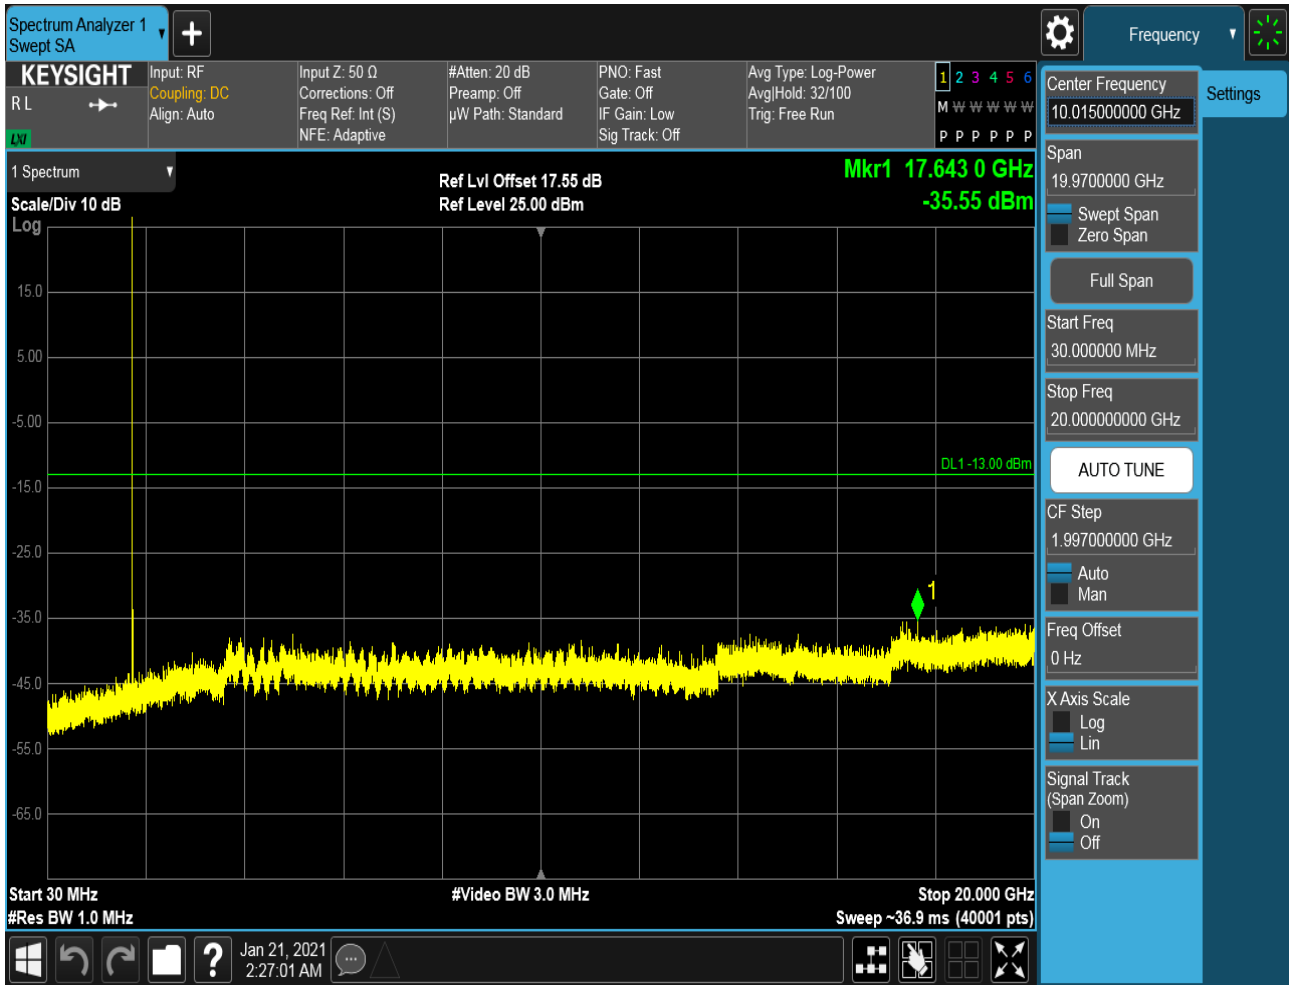 Spectrum Analyzer 1
Swept SA
Frequency
KEYSIGHT
R L
LXI
Input: RF
Coupling: DC
Align: Auto
Input Z: 50 Ω
Corrections: Off
Freq Ref: Int (S)
NFE: Adaptive
#Atten: 20 dB
Preamp: Off
µW Path: Standard
PNO: Fast
Gate: Off
IF Gain: Low
Sig Track: Off
Avg Type: Log-Power
Avg|Hold: 32/100
Trig: Free Run
1 2 3 4 5 6
M W W W W W
P P P P P P
1 Spectrum
Scale/Div 10 dB
Log
Ref Lvl Offset 17.55 dB
Ref Level 25.00 dBm
Mkr1 17.643 0 GHz
-35.55 dBm
15.0
5.00
-5.00
-15.0
-25.0
-35.0
-45.0
-55.0
-65.0
DL1 -13.00 dBm
1
Start 30 MHz
#Res BW 1.0 MHz
#Video BW 3.0 MHz
Stop 20.000 GHz
Sweep ~36.9 ms (40001 pts)
Jan 21, 2021
2:27:01 AM
?
Center Frequency
10.015000000 GHz
Settings
Span
19.9700000 GHz
Swept Span
Zero Span
Full Span
Start Freq
30.000000 MHz
Stop Freq
20.000000000 GHz
AUTO TUNE
CF Step
1.997000000 GHz
Auto
Man
Freq Offset
0 Hz
X Axis Scale
Log
Lin
Signal Track
(Span Zoom)
On
Off